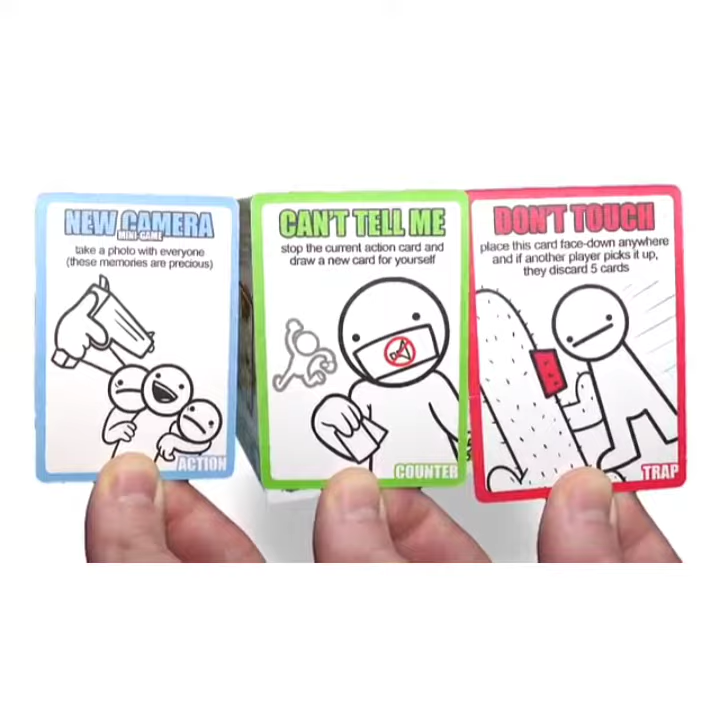 NEW CAMERA
MINI-GAME
take a photo with everyone
(these memories are precious)
ACTION
CAN'T TELL ME
stop the current action card and
draw a new card for yourself
COUNTER
DON'T TOUCH
place this card face-down anywhere
and if another player picks it up,
they discard 5 cards
TRAP